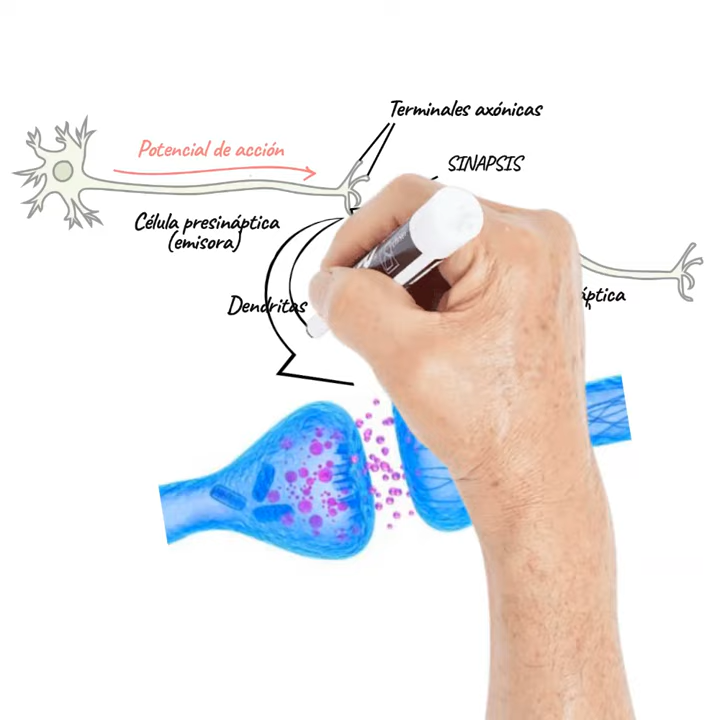 Terminales axónicas
Potencial de acción
SINAPSIS
Célula presináptica
(emisora)
Dendritas